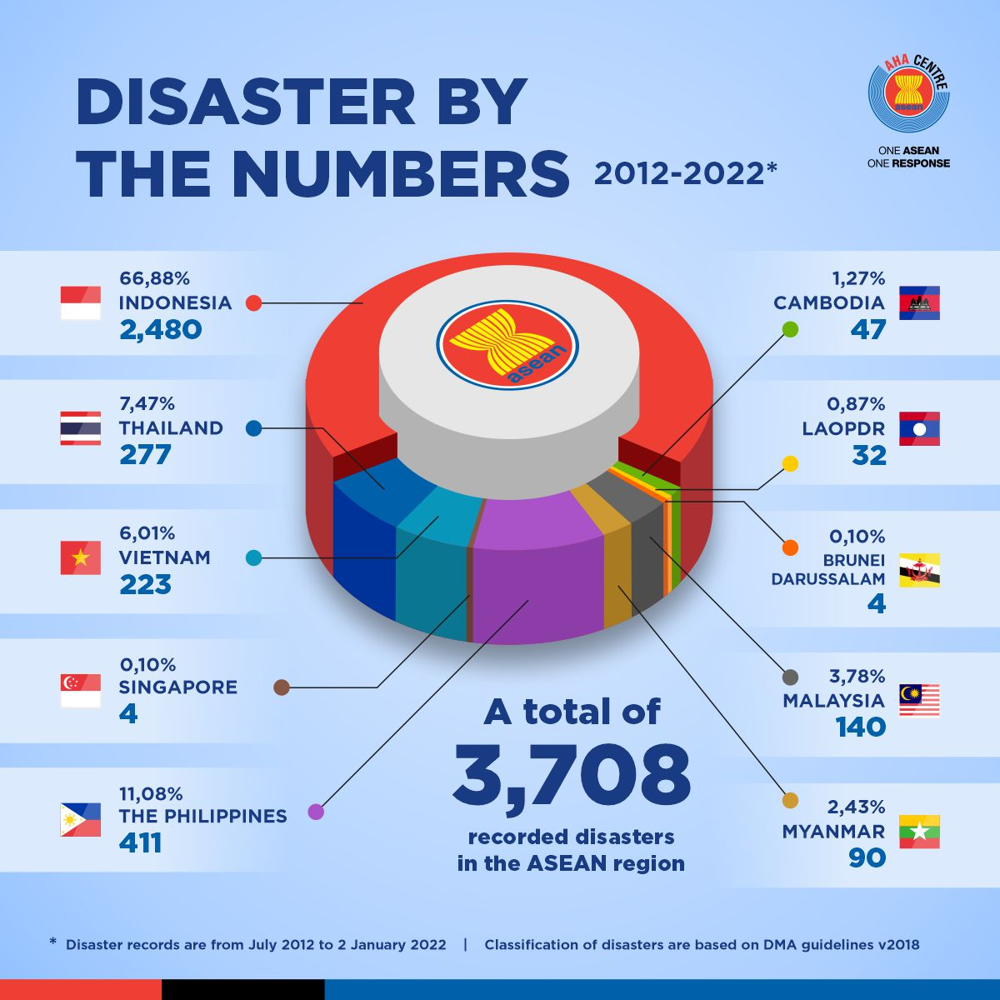 DISASTER BY
THE NUMBERS 2012-2022*
AHA CENTRE
asean
ONE ASEAN
ONE RESPONSE
66,88%
INDONESIA
2,480
7,47%
THAILAND
277
6,01%
VIETNAM
223
0,10%
SINGAPORE
4
11,08%
THE PHILIPPINES
411
asean
1,27%
CAMBODIA
47
0,87%
LAOPDR
32
0,10%
BRUNEI
DARUSSALAM
4
3,78%
MALAYSIA
140
2,43%
MYANMAR
90
A total of
3,708
recorded disasters
in the ASEAN region
* Disaster records are from July 2012 to 2 January 2022 | Classification of disasters are based on DMA guidelines v2018